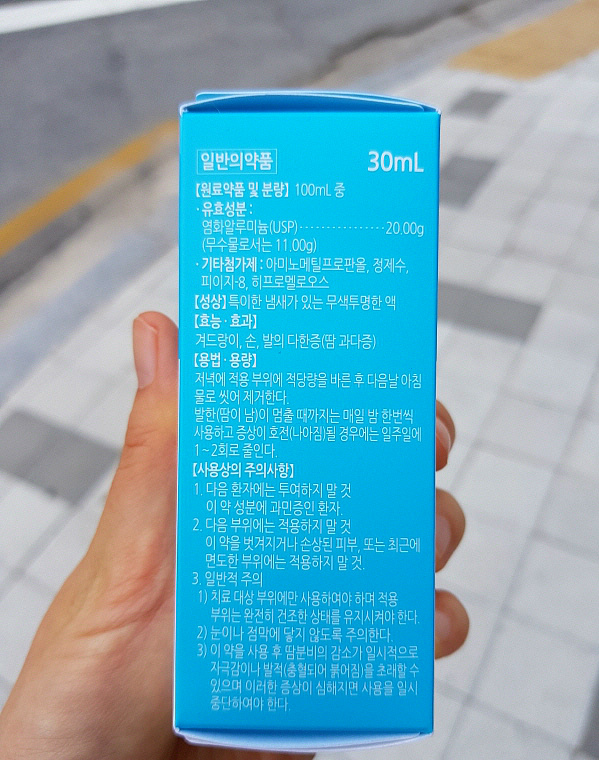 일반의약품
30mL
【원료약품 및 분량】 100mL 중
· 유효성분 :
염화알루미늄(USP)················20.00g
(무수물로서는 11.00g)
· 기타첨가제 : 아미노메틸프로판올, 정제수,
피이지-8, 히프로멜로오스
【성상】특이한 냄새가 있는 무색투명한 액
【효능 · 효과】
겨드랑이, 손, 발의 다한증(땀 과다증)
【용법 · 용량】
저녁에 적용 부위에 적당량을 바른 후 다음날 아침
물로 씻어 제거한다.
발한(땀이 남)이 멈출 때까지는 매일 밤 한번씩
사용하고 증상이 호전(나아짐)될 경우에는 일주일에
1~2회로 줄인다.
【사용상의 주의사항】
1. 다음 환자에는 투여하지 말 것
이 약 성분에 과민증인 환자.
2. 다음 부위에는 적용하지 말 것
이 약을 벗겨지거나 손상된 피부, 또는 최근에
면도한 부위에는 적용하지 말 것.
3. 일반적 주의
1) 치료 대상 부위에만 사용하여야 하며 적용
부위는 완전히 건조한 상태를 유지시켜야 한다.
2) 눈이나 점막에 닿지 않도록 주의한다.
3) 이 약을 사용 후 땀분비의 감소가 일시적으로
자극감이나 발적(충혈되어 붉어짐)을 초래할 수
있으며 이러한 증상이 심해지면 사용을 일시
중단하여야 한다.